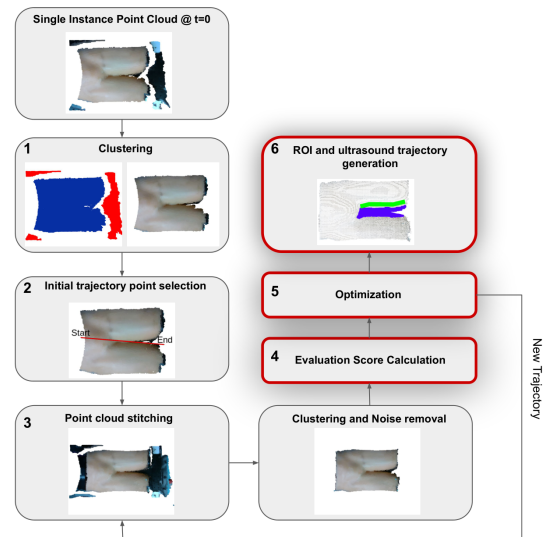 Single Instance Point Cloud @ t=0
1
Clustering
2
Initial trajectory point selection
Start
End
3
Point cloud stitching
Clustering and Noise removal
4
Evaluation Score Calculation
5
Optimization
6
ROI and ultrasound trajectory
generation
New Trajectory